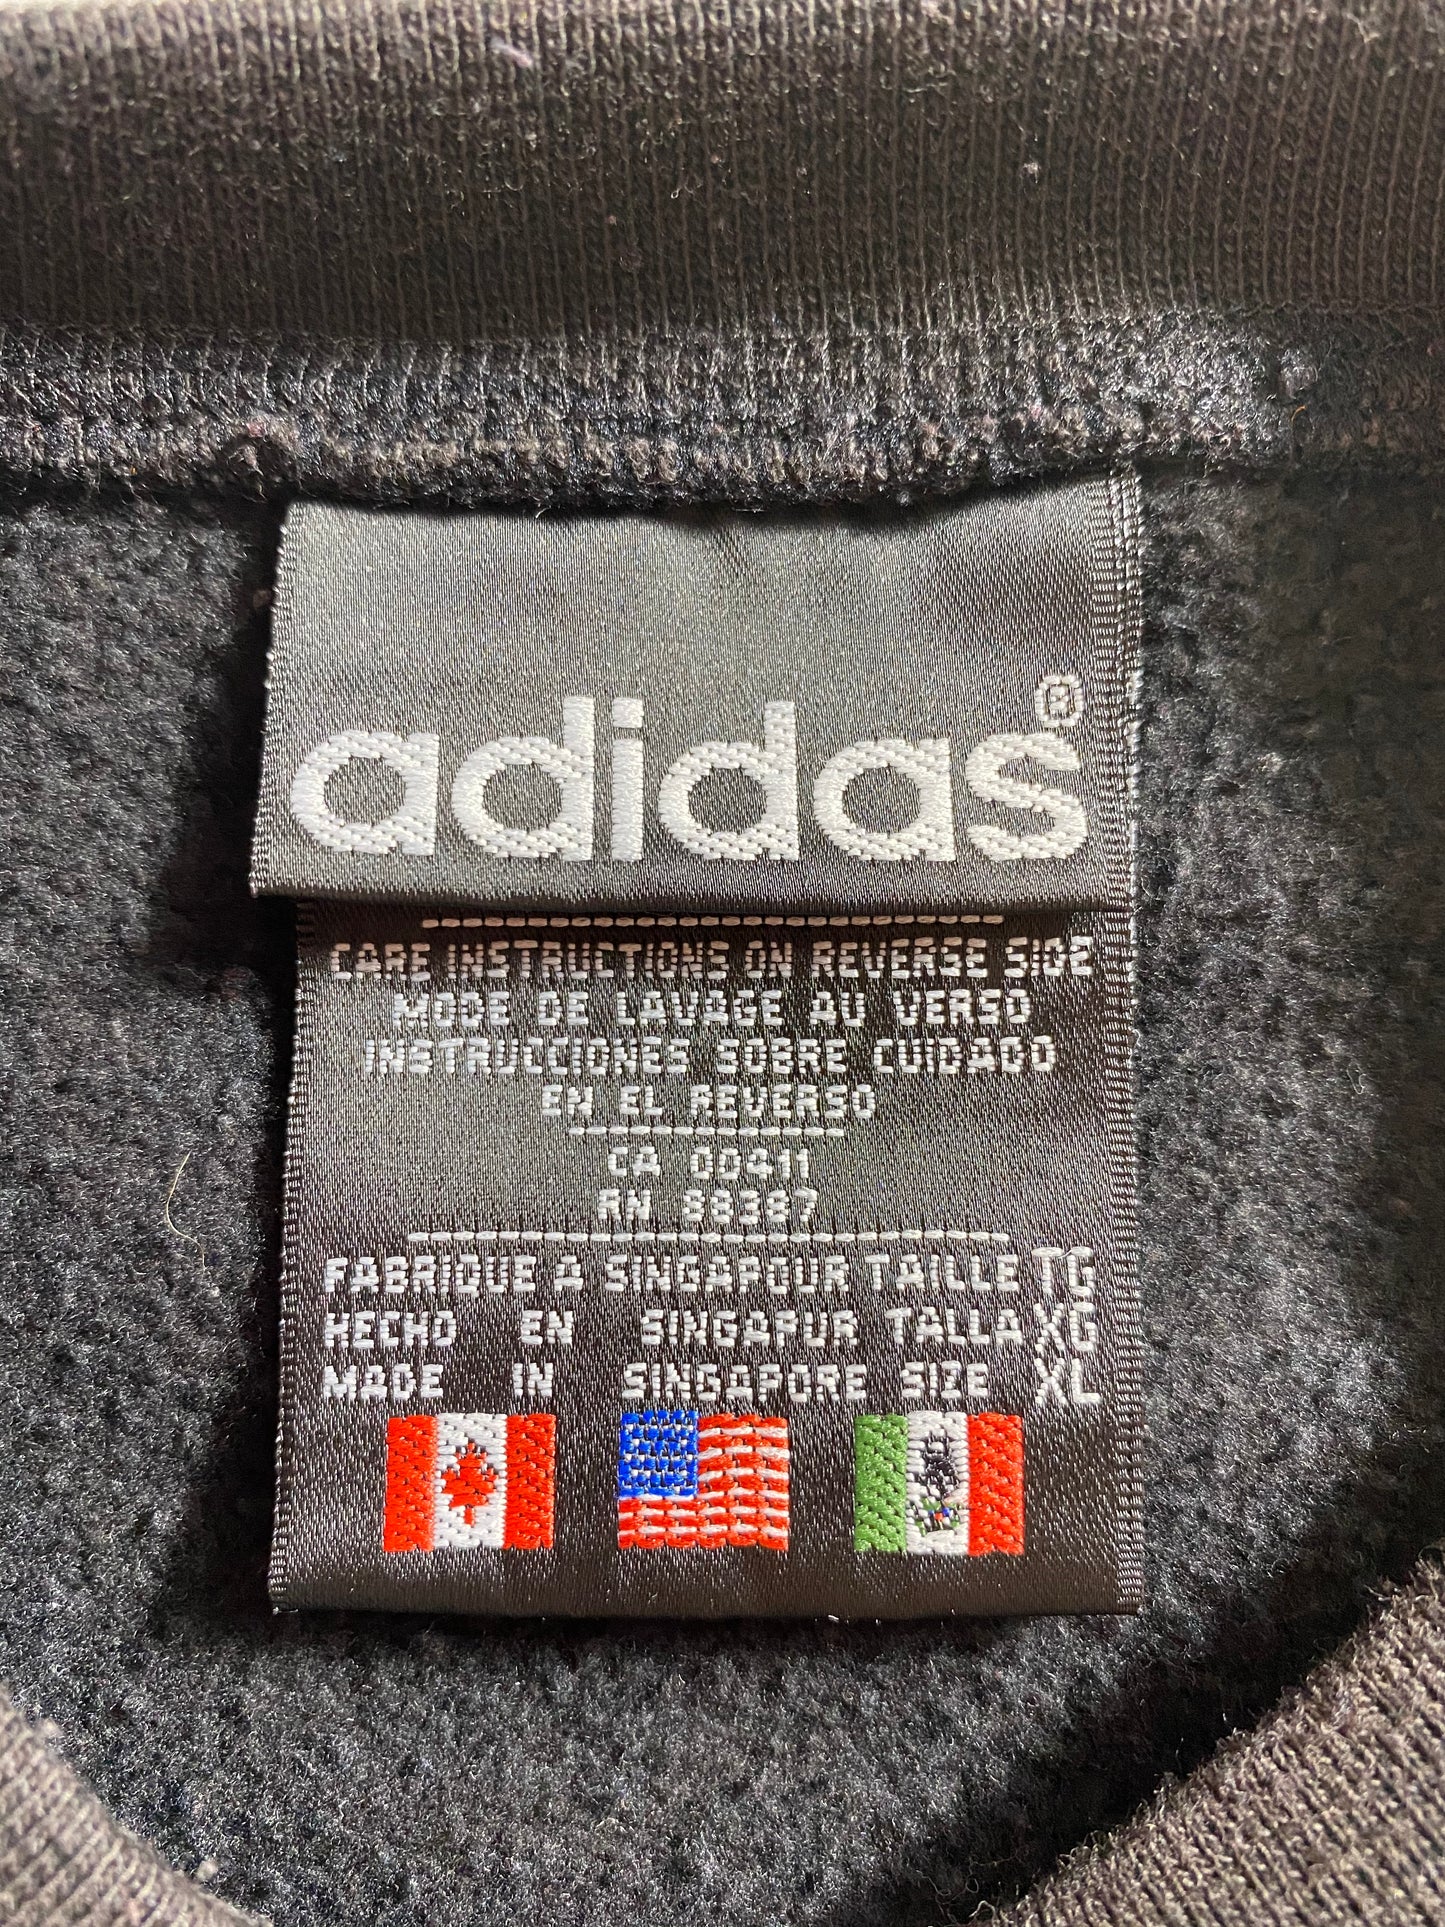 adidas®
CARE INSTRUCTIONS ON REVERSE SIDE
MODE DE LAVAGE AU VERSO
INSTRUCCIONES SOBRE CUIDADO
EN EL REVERSO
CA 00411
RN 88387
FABRIQUE A SINGAPOUR TAILLE TG
HECHO EN SINGAPUR TALLA XG
MADE IN SINGAPORE SIZE XL